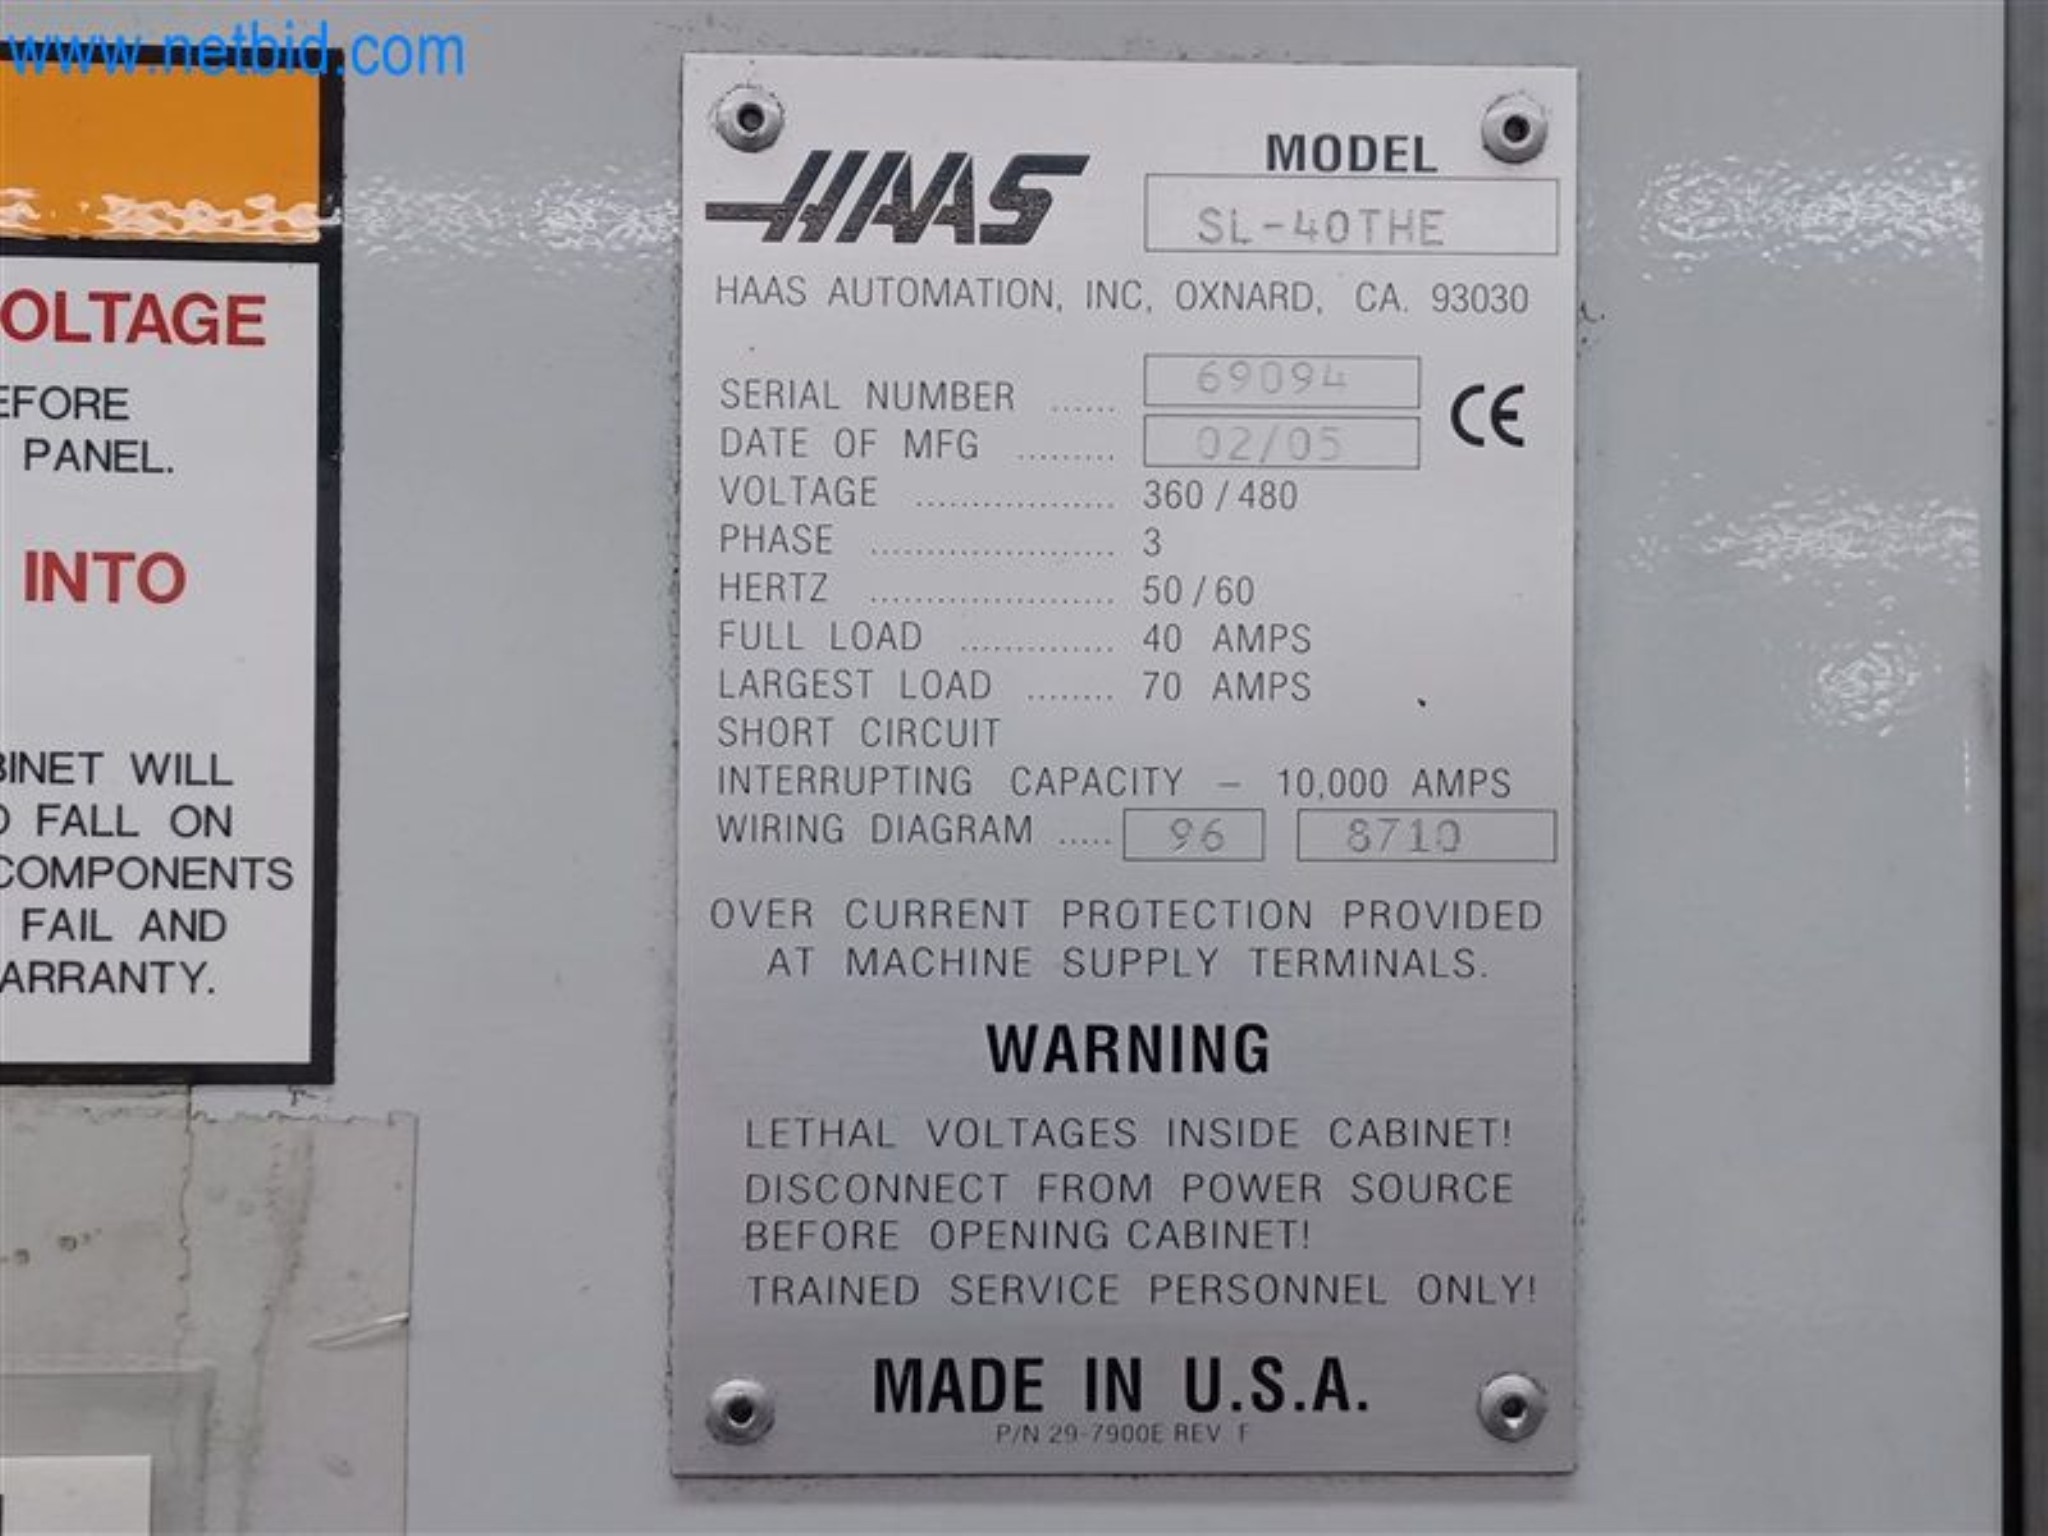 www.netbid.com
OLTAGE
EFORE
PANEL.
INTO
BINET WILL
FALL ON
COMPONENTS
FAIL AND
ARRANTY.
HAAS
MODEL
SL-40THE
HAAS AUTOMATION, INC, OXNARD, CA. 93030
SERIAL NUMBER ...... 69094
CE
DATE OF MFG ......... 02/05
VOLTAGE .................. 360 / 480
PHASE ...................... 3
HERTZ ...................... 50 / 60
FULL LOAD .............. 40 AMPS
LARGEST LOAD ........ 70 AMPS
SHORT CIRCUIT
INTERRUPTING CAPACITY – 10,000 AMPS
WIRING DIAGRAM ..... 96 8710
OVER CURRENT PROTECTION PROVIDED
AT MACHINE SUPPLY TERMINALS.
WARNING
LETHAL VOLTAGES INSIDE CABINET!
DISCONNECT FROM POWER SOURCE
BEFORE OPENING CABINET!
TRAINED SERVICE PERSONNEL ONLY!
MADE IN U.S.A.
P/N 29-7900E REV F